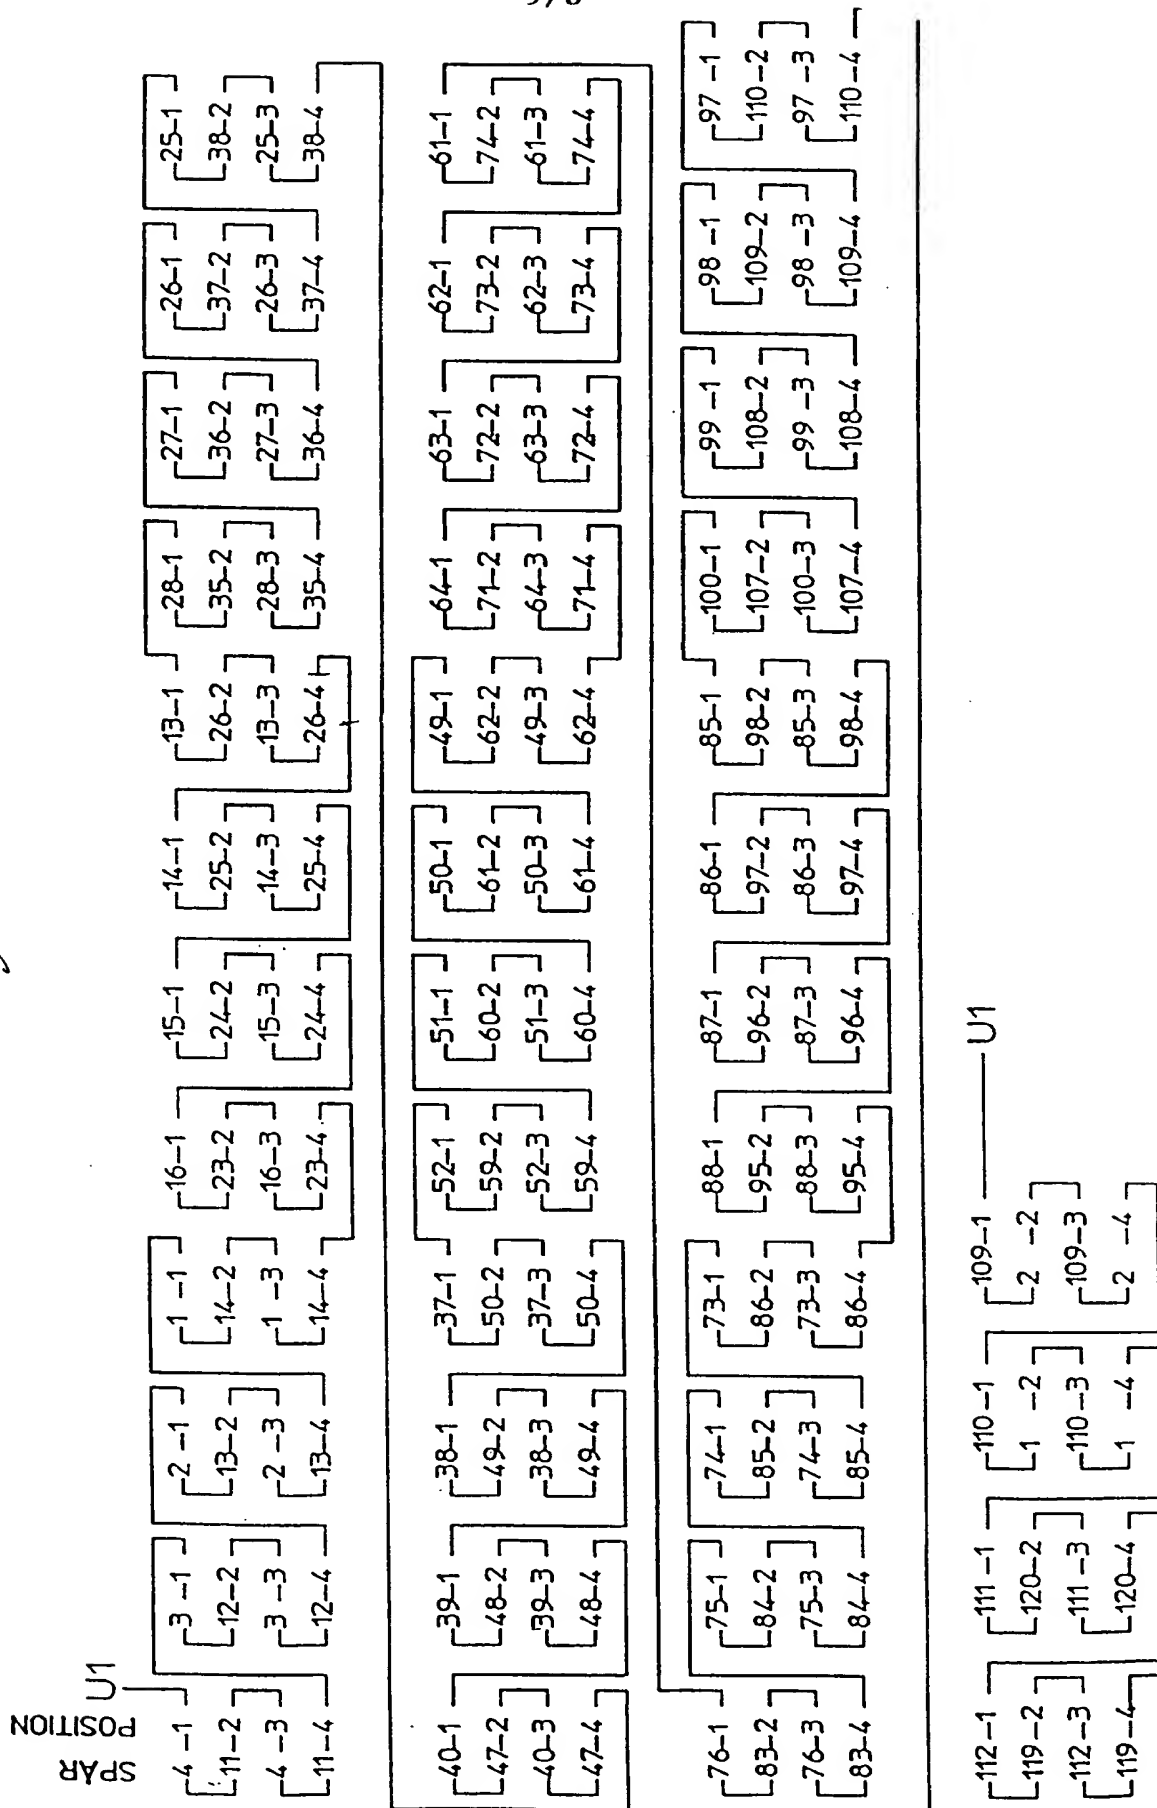 SPÅR
POSITION U1
4 –1 3 –1 2 –1 1 –1 16–1 15–1 14–1 13–1 28–1 27–1 26–1 25–1
11–2 12–2 13–2 14–2 23–2 24–2 25–2 26–2 35–2 36–2 37–2 38–2
4 –3 3 –3 2 –3 1 –3 16–3 15–3 14–3 13–3 28–3 27–3 26–3 25–3
11–4 12–4 13–4 14–4 23–4 24–4 25–4 26–4 35–4 36–4 37–4 38–4
40–1 39–1 38–1 37–1 52–1 51–1 50–1 49–1 64–1 63–1 62–1 61–1
47–2 48–2 49–2 50–2 59–2 60–2 61–2 62–2 71–2 72–2 73–2 74–2
40–3 39–3 38–3 37–3 52–3 51–3 50–3 49–3 64–3 63–3 62–3 61–3
47–4 48–4 49–4 50–4 59–4 60–4 61–4 62–4 71–4 72–4 73–4 74–4
76–1 75–1 74–1 73–1 88–1 87–1 86–1 85–1 100–1 99 –1 98 –1 97 –1
83–2 84–2 85–2 86–2 95–2 96–2 97–2 98–2 107–2 108–2 109–2 110–2
76–3 75–3 74–3 73–3 88–3 87–3 86–3 85–3 100–3 99 –3 98 –3 97 –3
83–4 84–4 85–4 86–4 95–4 96–4 97–4 98–4 107–4 108–4 109–4 110–4
112–1 111 –1 110–1 109–1 U1
119–2 120–2 1 –2 2 –2
112–3 111 –3 110–3 109–3
119–4 120–4 1 –4 2 –4